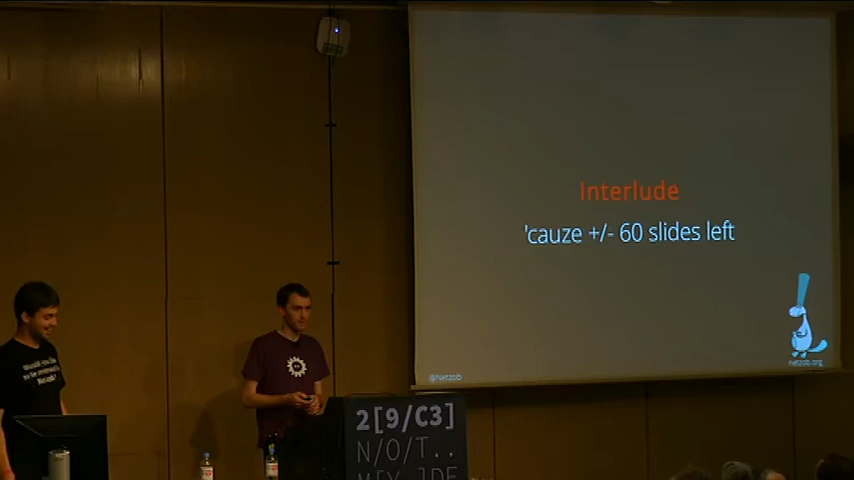 Interlude
'cauze +/- 60 slides left
@Netzob
netzob.org
2[9/C3]
N/O/T..